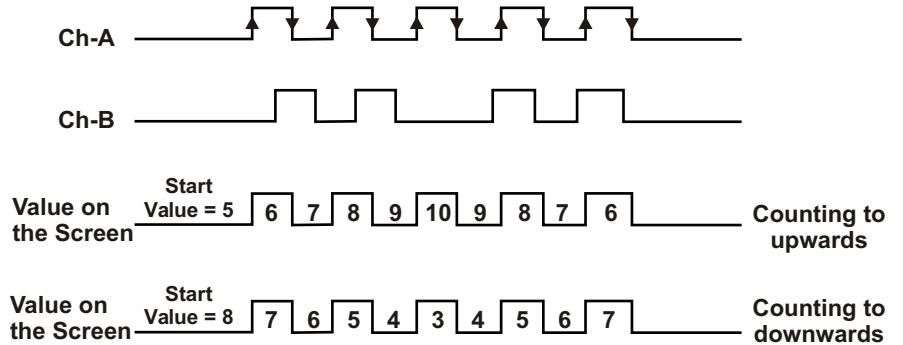 Ch-A
Ch-B
Value on
the Screen
Start
Value = 5
6 7 8 9 10 9 8 7 6
Counting to
upwards
Value on
the Screen
Start
Value = 8
7 6 5 4 3 4 5 6 7
Counting to
downwards